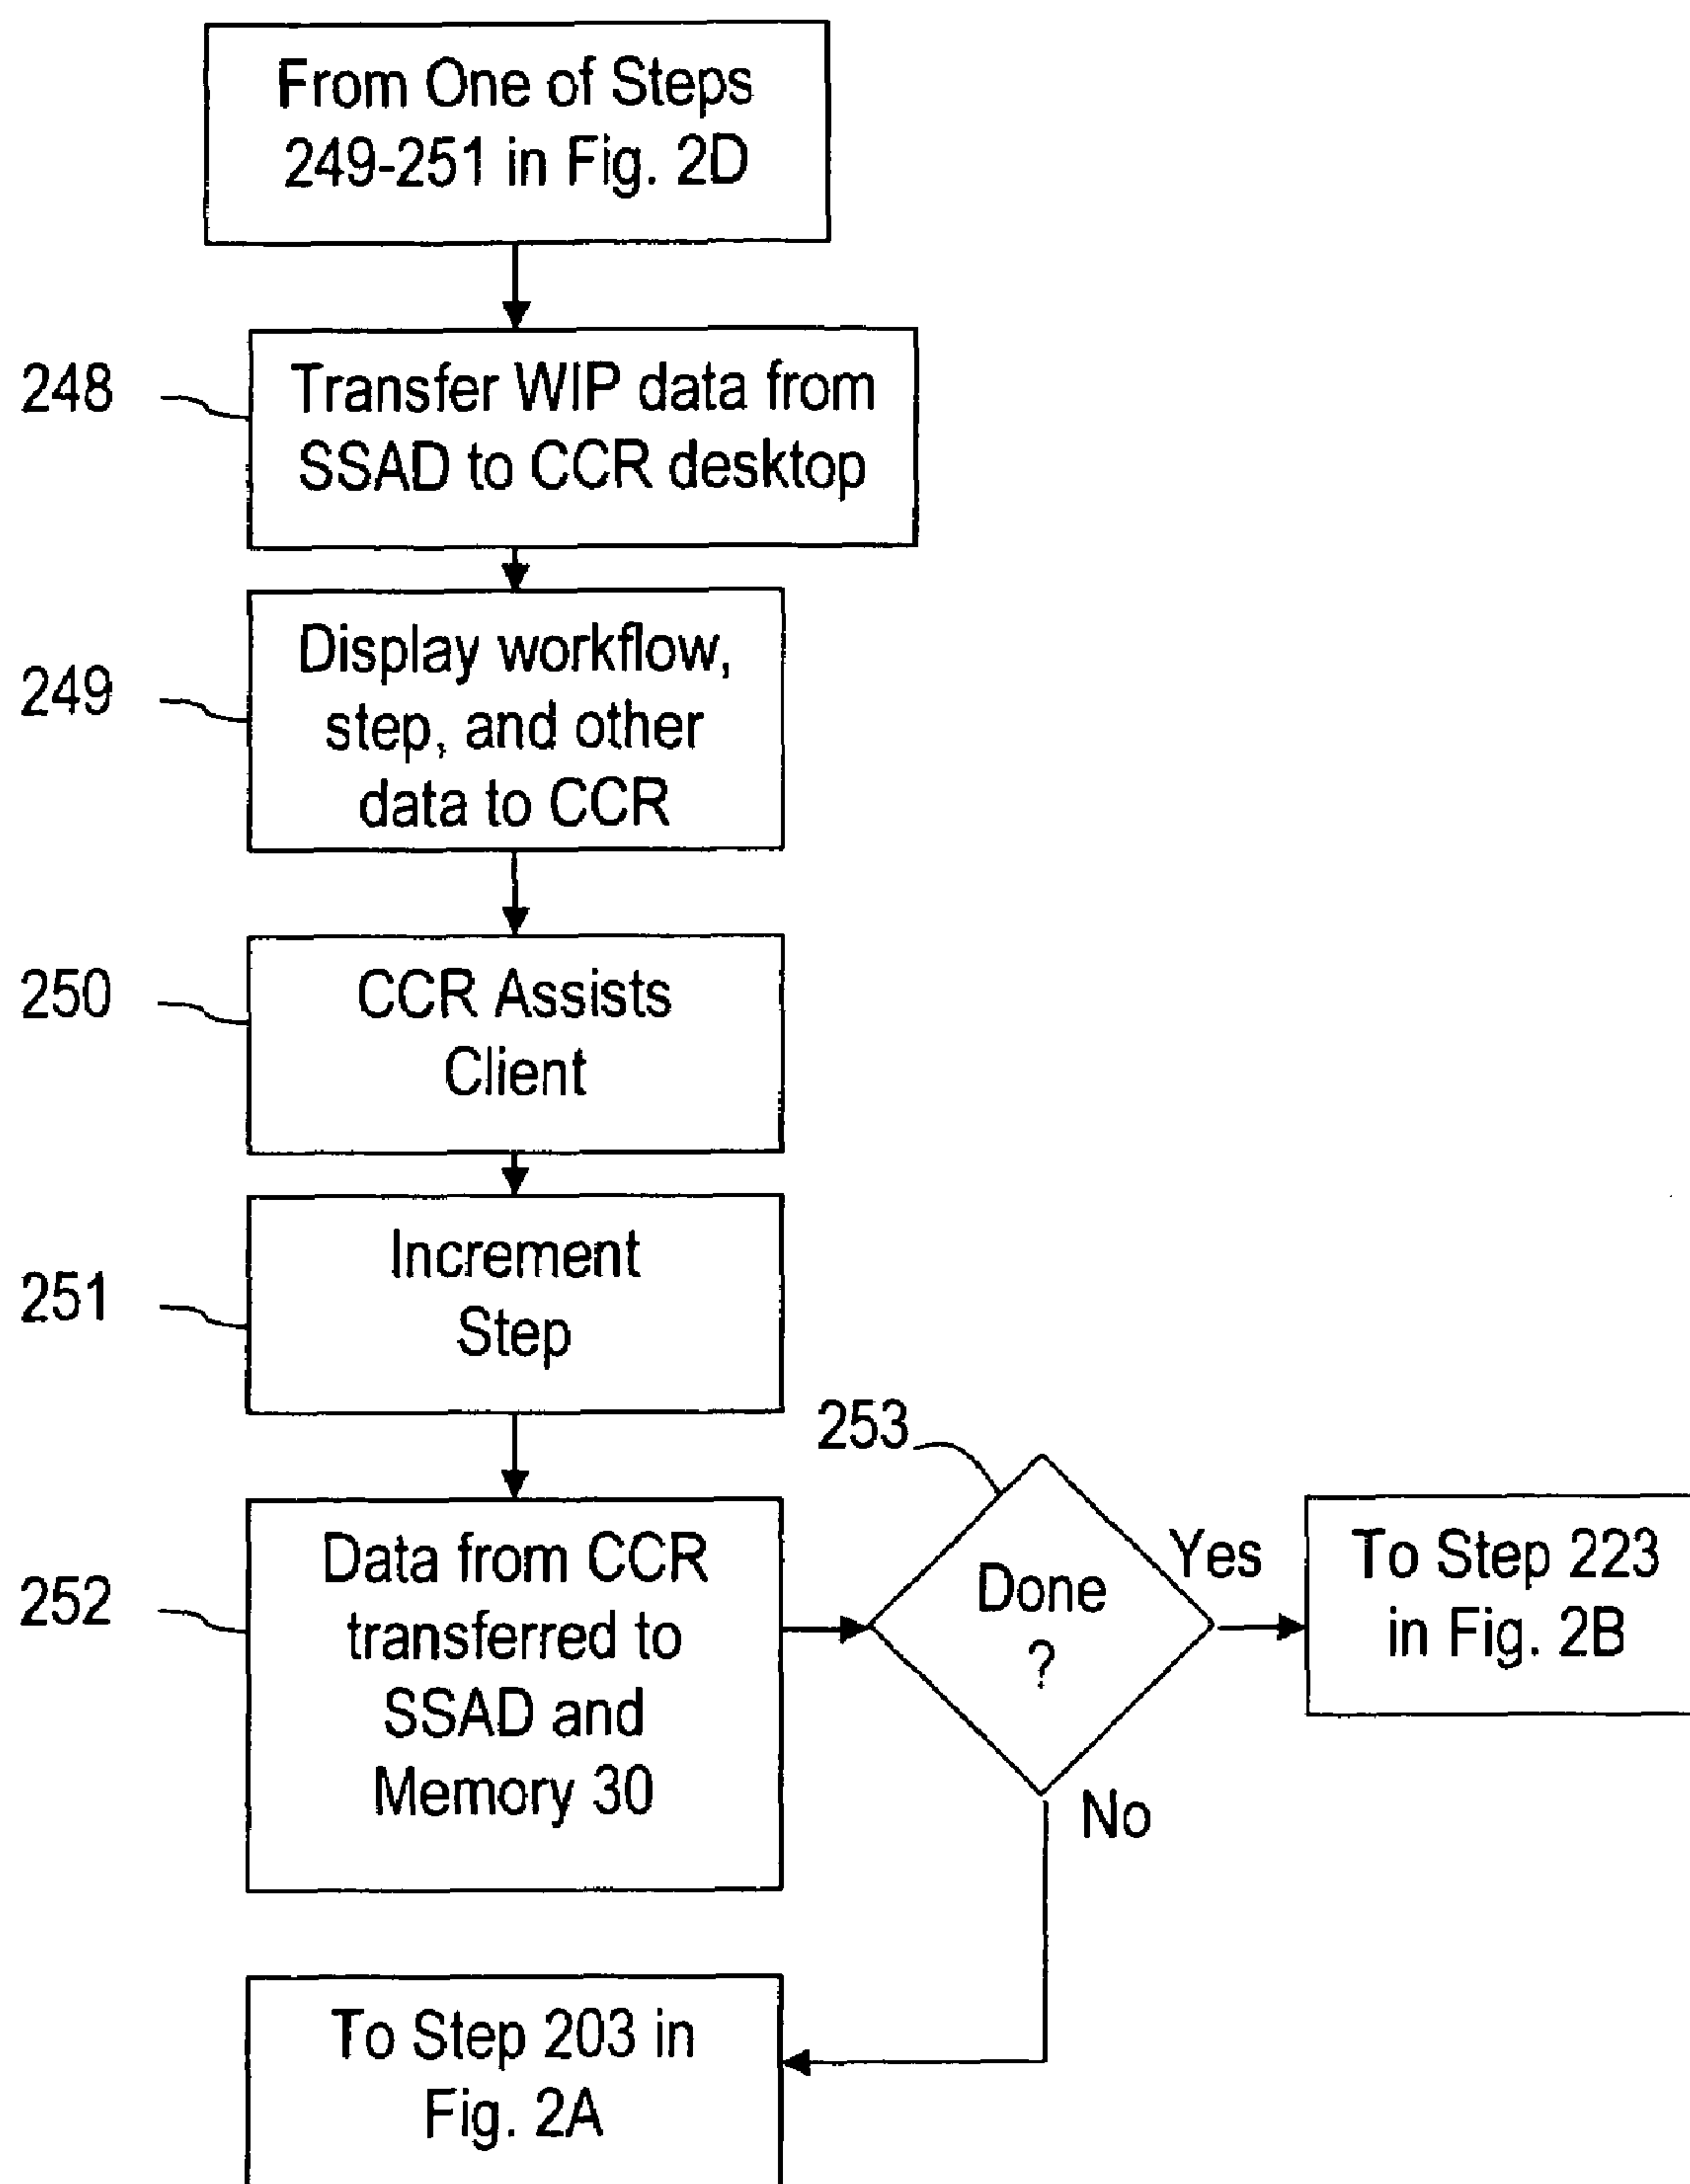 From One of Steps
249-251 in Fig. 2D
248
Transfer WIP data from
SSAD to CCR desktop
249
Display workflow,
step, and other
data to CCR
250
CCR Assists
Client
251
Increment
Step
252
Data from CCR
transferred to
SSAD and
Memory 30
253
Done
?
Yes
To Step 223
in Fig. 2B
No
To Step 203 in
Fig. 2A